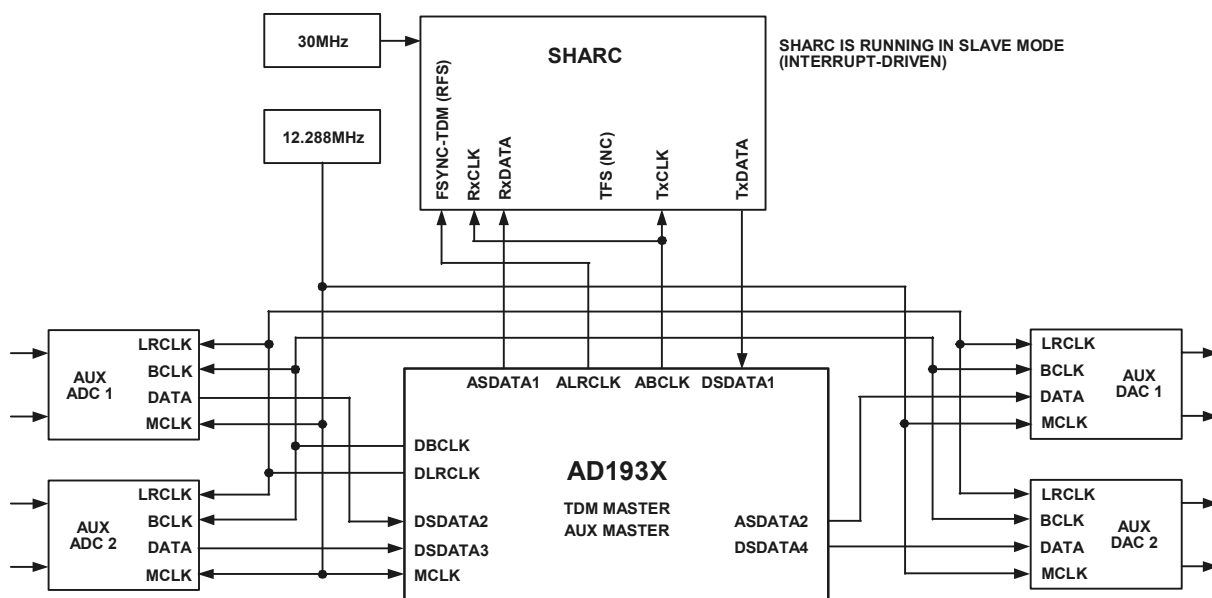 30MHz
SHARC
SHARC IS RUNNING IN SLAVE MODE
(INTERRUPT-DRIVEN)
12.288MHz
FSYNC-TDM (RFS)
RxCLK
RxDATA
TFS (NC)
TxCLK
TxDATA
AUX
ADC 1
LRCLK
BCLK
DATA
MCLK
AUX
ADC 2
LRCLK
BCLK
DATA
MCLK
ASDATA1
ALRCLK
ABCLK
DSDATA1
DBCLK
DLRCLK
DSDATA2
DSDATA3
MCLK
AD193X
TDM MASTER
AUX MASTER
ASDATA2
DSDATA4
LRCLK
BCLK
DATA
MCLK
AUX
DAC 1
LRCLK
BCLK
DATA
MCLK
AUX
DAC 2